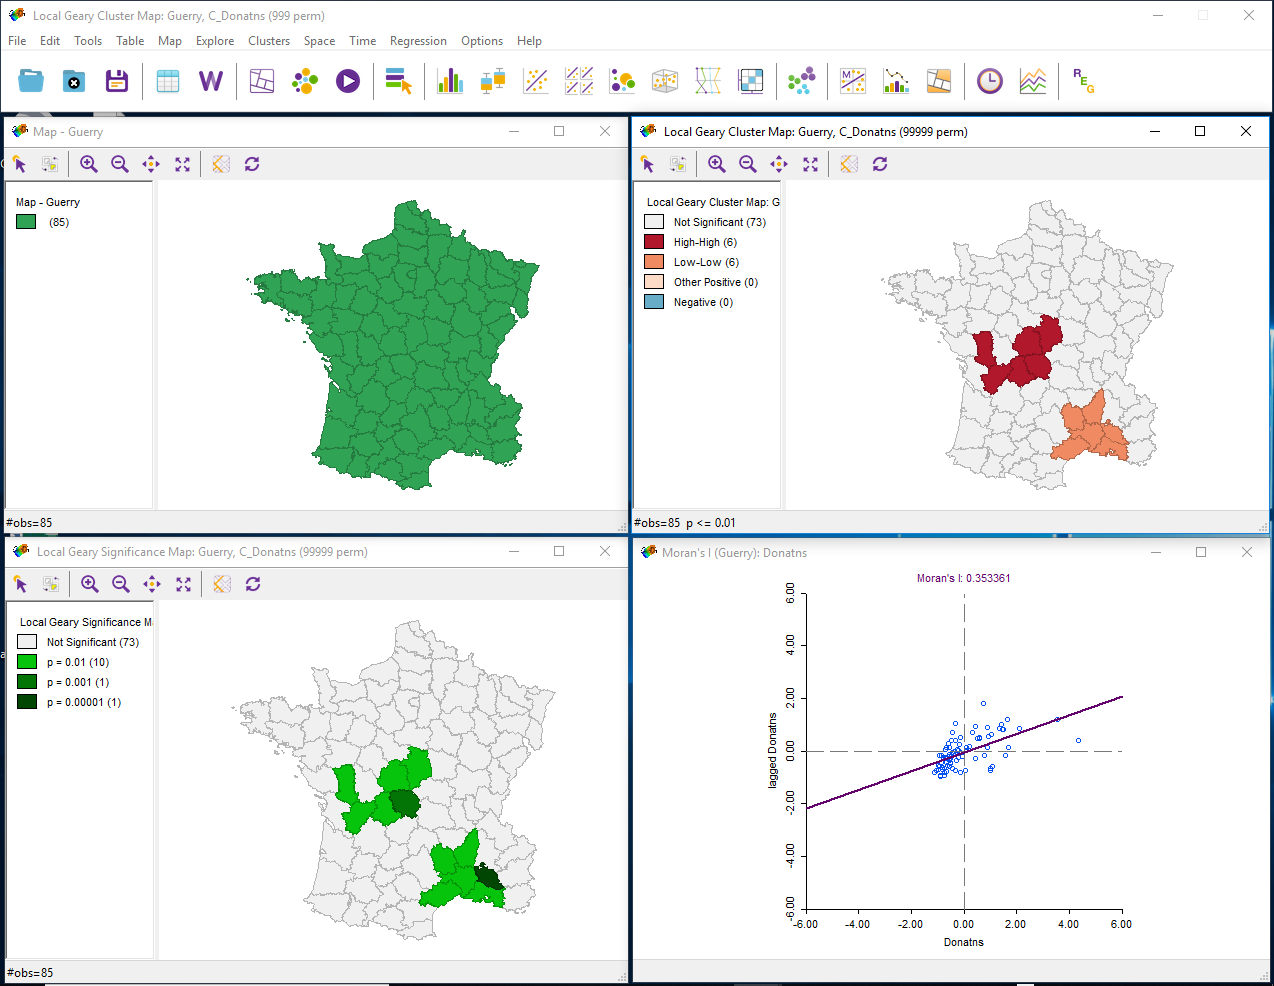 Local Geary Cluster Map: Guerry, C_Donatns (999 perm)
File Edit Tools Table Map Explore Clusters Space Time Regression Options Help
W
M
R
E
G
Map - Guerry
Map - Guerry
(85)
#obs=85
Local Geary Cluster Map: Guerry, C_Donatns (99999 perm)
Local Geary Cluster Map: G
Not Significant (73)
High-High (6)
Low-Low (6)
Other Positive (0)
Negative (0)
#obs=85 p <= 0.01
Local Geary Significance Map: Guerry, C_Donatns (99999 perm)
Local Geary Significance M
Not Significant (73)
p = 0.01 (10)
p = 0.001 (1)
p = 0.00001 (1)
#obs=85
Moran's I (Guerry): Donatns
Moran's I: 0.353361
6.00
4.00
2.00
0.00
-2.00
-4.00
-6.00
lagged Donatns
-6.00 -4.00 -2.00 0.00 2.00 4.00 6.00
Donatns